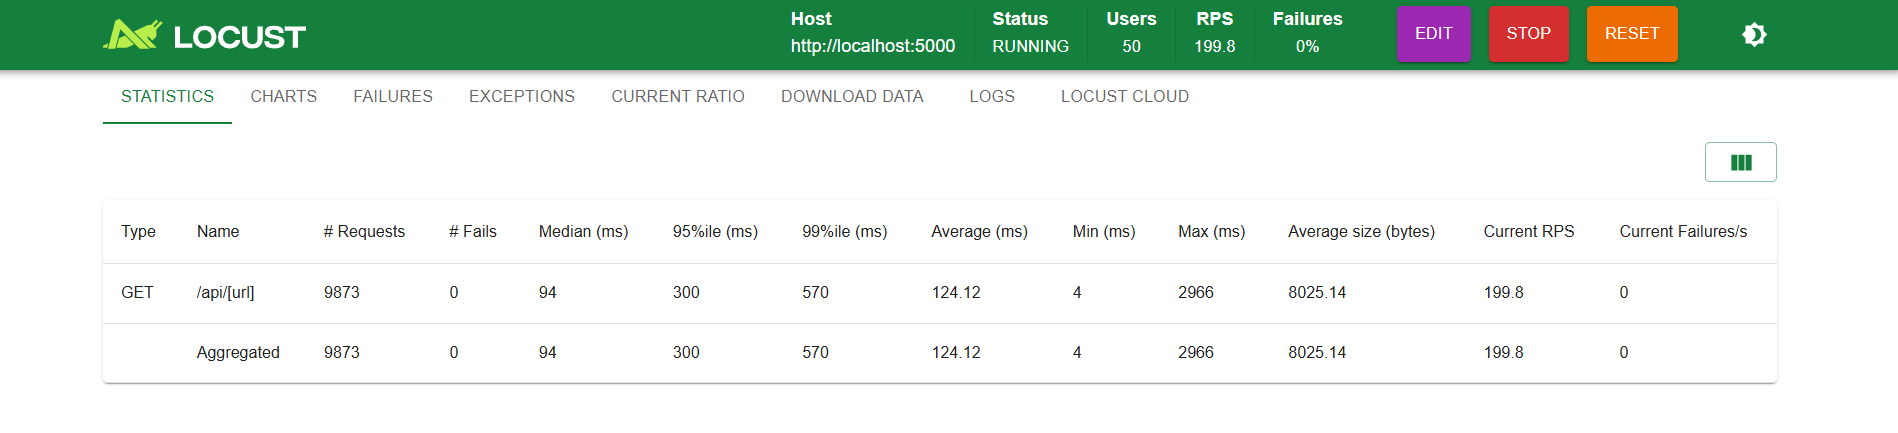 LOCUST
Host Status Users RPS Failures
http://localhost:5000 RUNNING 50 199.8 0%
EDIT STOP RESET
STATISTICS CHARTS FAILURES EXCEPTIONS CURRENT RATIO DOWNLOAD DATA LOGS LOCUST CLOUD
Type Name # Requests # Fails Median (ms) 95%ile (ms) 99%ile (ms) Average (ms) Min (ms) Max (ms) Average size (bytes) Current RPS Current Failures/s
GET /api/[url] 9873 0 94 300 570 124.12 4 2966 8025.14 199.8 0
Aggregated 9873 0 94 300 570 124.12 4 2966 8025.14 199.8 0